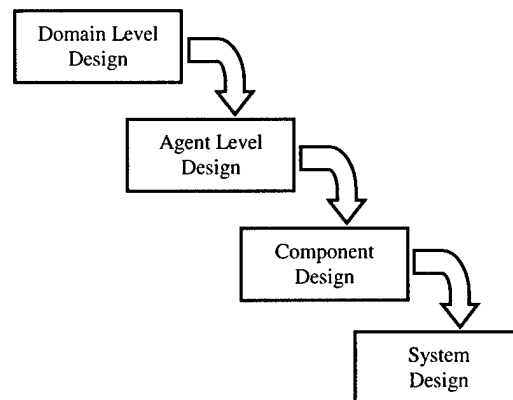 Domain Level
Design
Agent Level
Design
Component
Design
System
Design